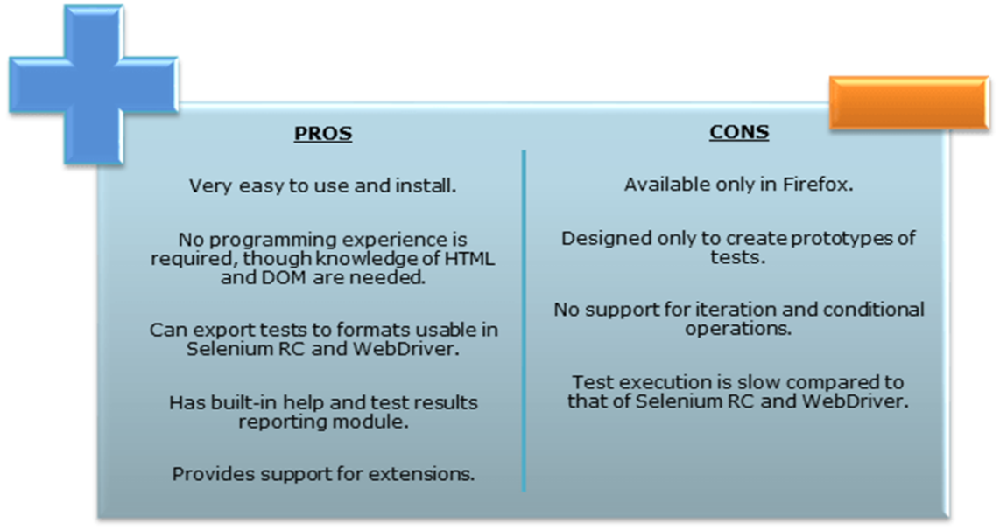 PROS
Very easy to use and install.
No programming experience is
required, though knowledge of HTML
and DOM are needed.
Can export tests to formats usable in
Selenium RC and WebDriver.
Has built-in help and test results
reporting module.
Provides support for extensions.
CONS
Available only in Firefox.
Designed only to create prototypes of
tests.
No support for iteration and conditional
operations.
Test execution is slow compared to
that of Selenium RC and WebDriver.